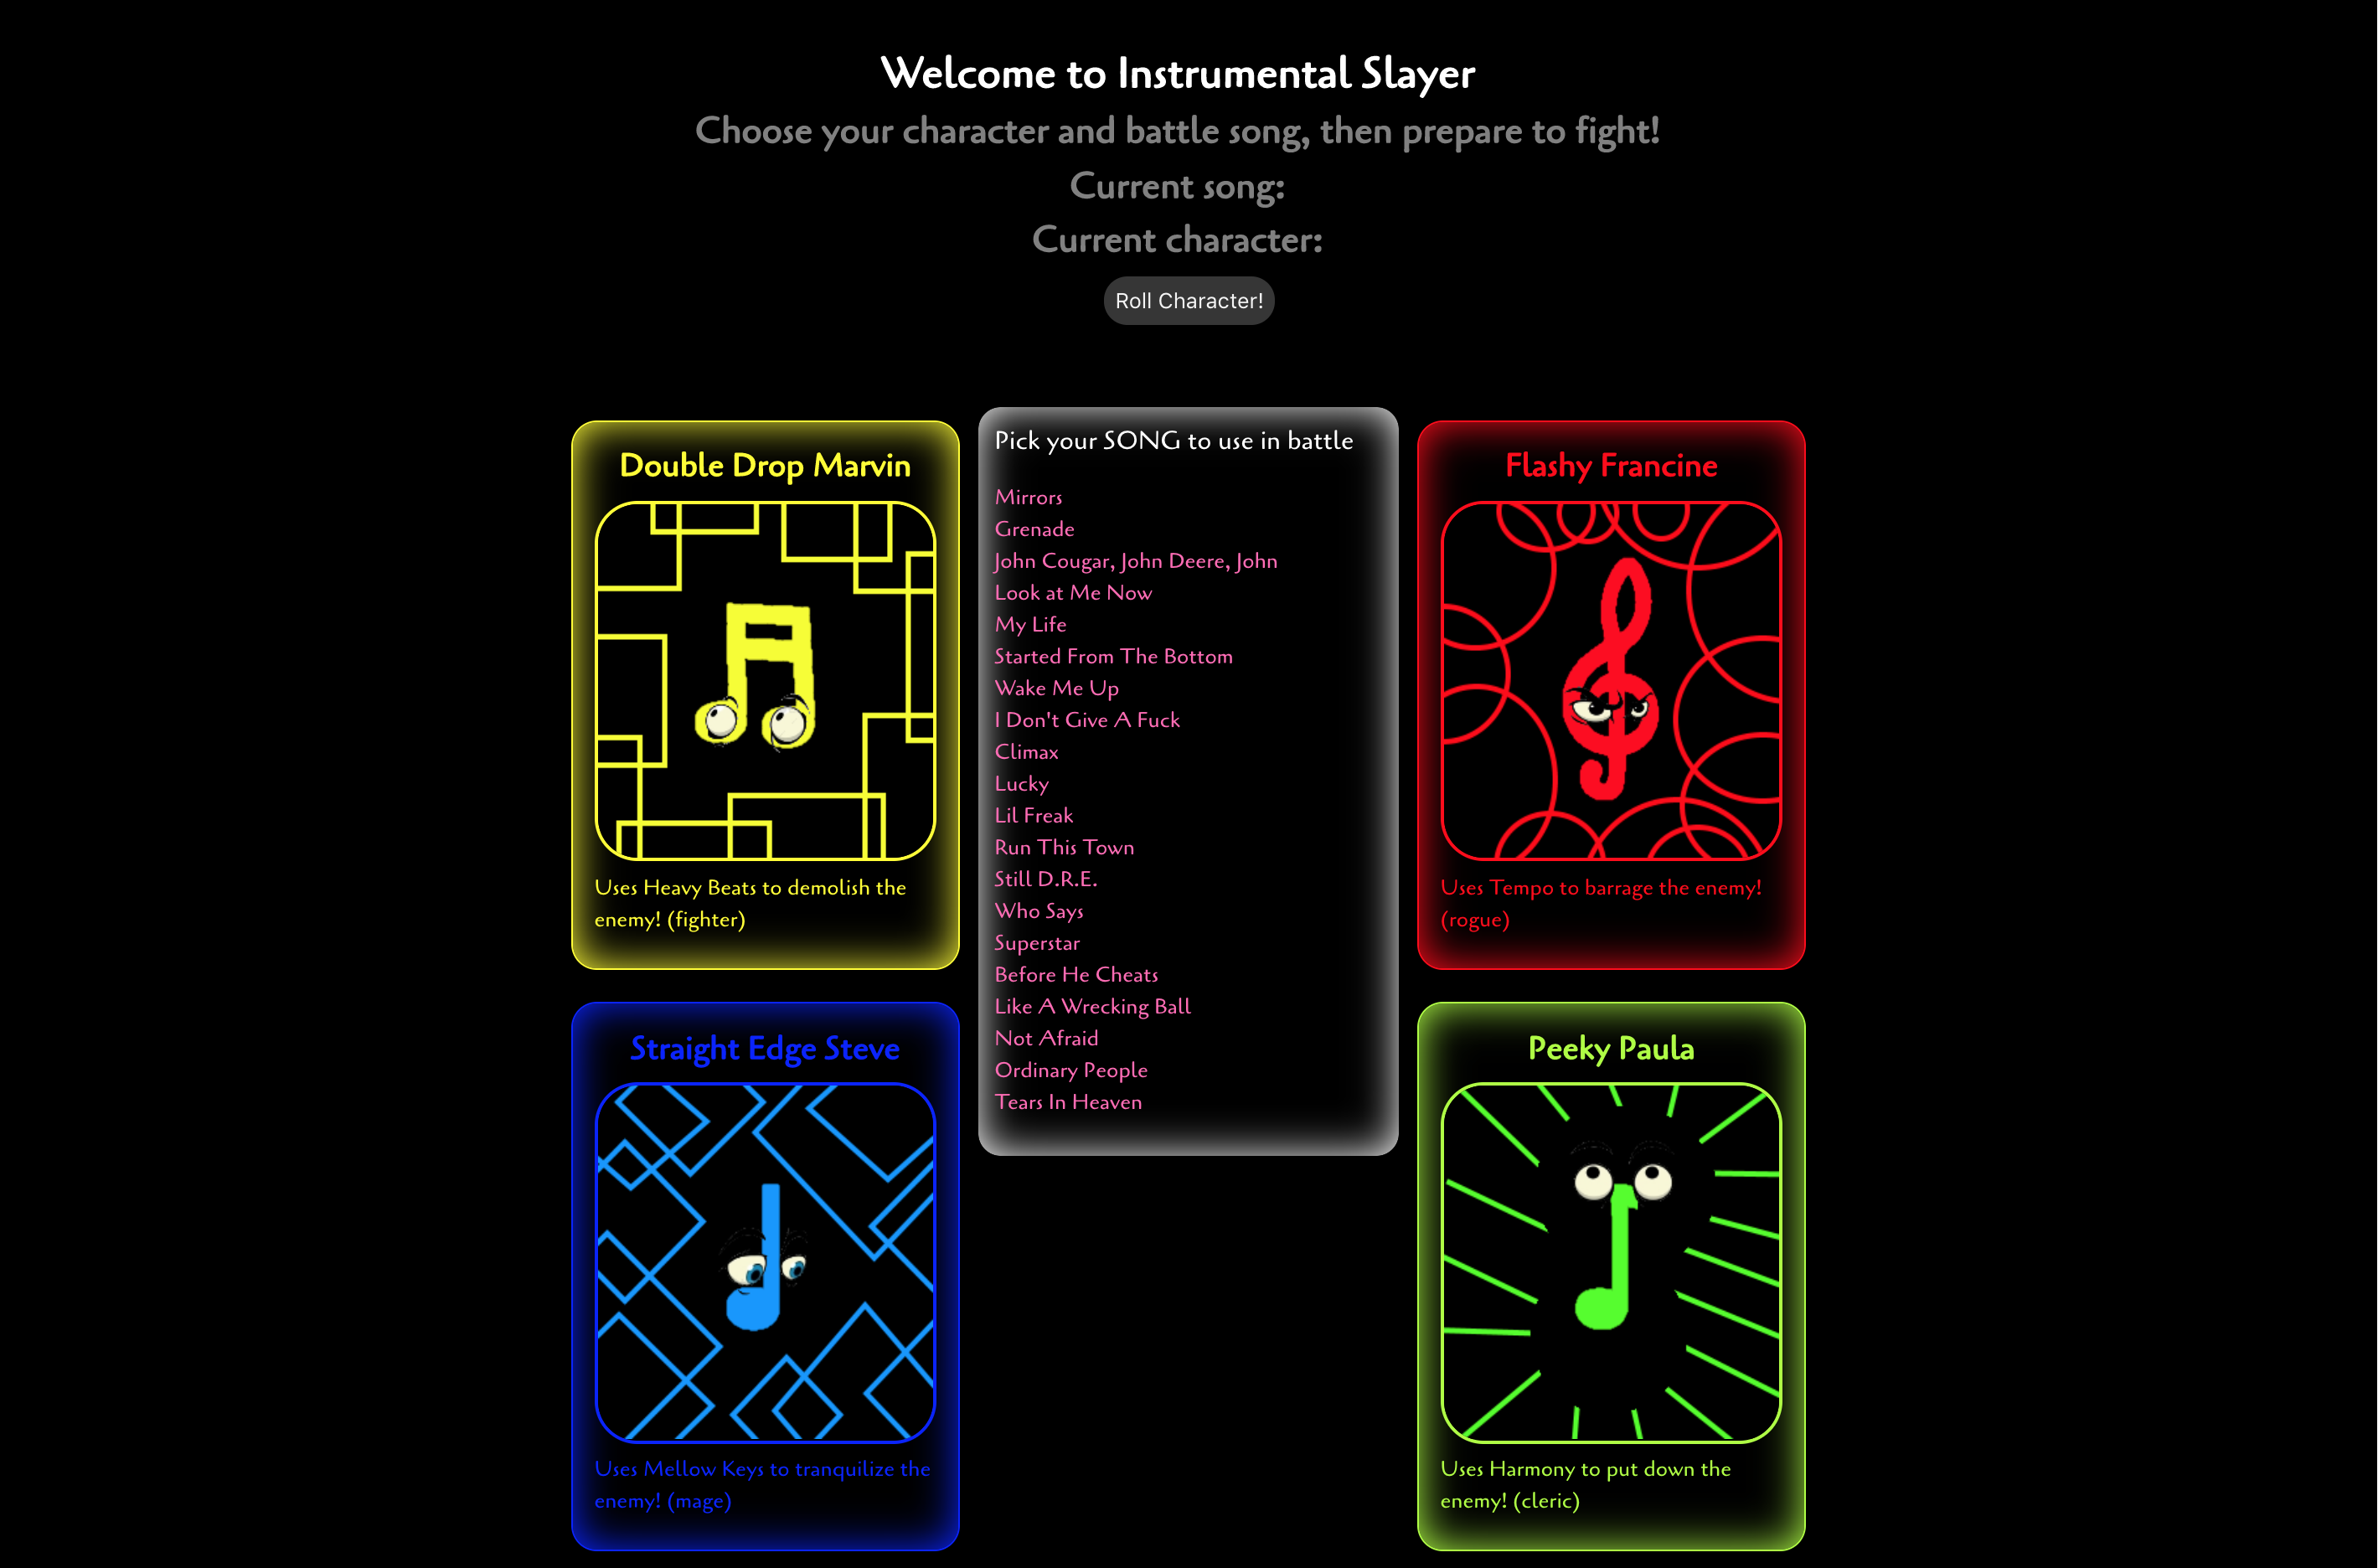 Welcome to Instrumental Slayer
Choose your character and battle song, then prepare to fight!
Current song:
Current character:
Roll Character!
Double Drop Marvin
Uses Heavy Beats to demolish the
enemy! (fighter)
Pick your SONG to use in battle
Mirrors
Grenade
John Cougar, John Deere, John
Look at Me Now
My Life
Started From The Bottom
Wake Me Up
I Don't Give A Fuck
Climax
Lucky
Lil Freak
Run This Town
Still D.R.E.
Who Says
Superstar
Before He Cheats
Like A Wrecking Ball
Not Afraid
Ordinary People
Tears In Heaven
Flashy Francine
Uses Tempo to barrage the enemy!
(rogue)
Straight Edge Steve
Uses Mellow Keys to tranquilize the
enemy! (mage)
Peeky Paula
Uses Harmony to put down the
enemy! (cleric)